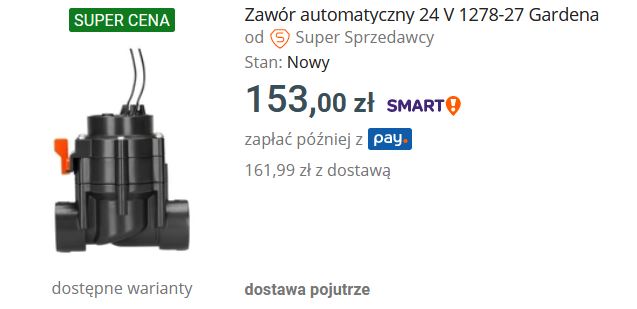 SUPER CENA
Zawór automatyczny 24 V 1278-27 Gardena
od S Super Sprzedawcy
Stan: Nowy
153,00 zł SMART!
zapłać później z pay.
161,99 zł z dostawą
dostępne warianty
dostawa pojutrze